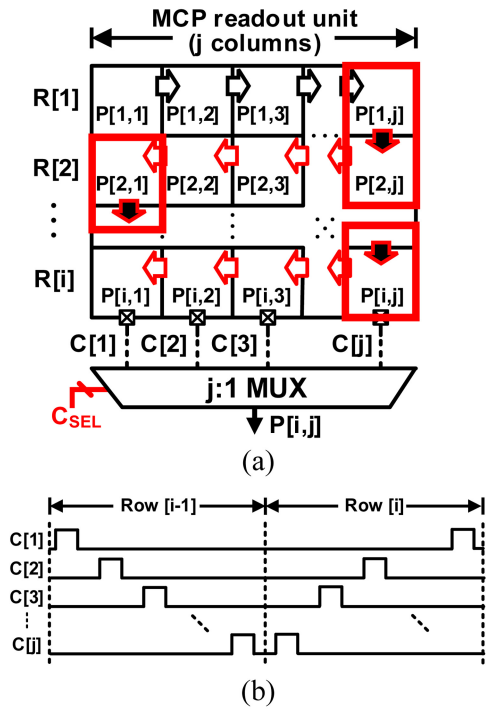 MCP readout unit
(j columns)
R[1]
P[1,1] P[1,2] P[1,3] P[1,j]
R[2]
P[2,1] P[2,2] P[2,3] P[2,j]
R[i]
P[i,1] P[i,2] P[i,3] P[i,j]
C[1] C[2] C[3] C[j]
j:1 MUX
CSEL
P[i,j]
(a)
Row [i-1] Row [i]
C[1]
C[2]
C[3]
C[j]
(b)